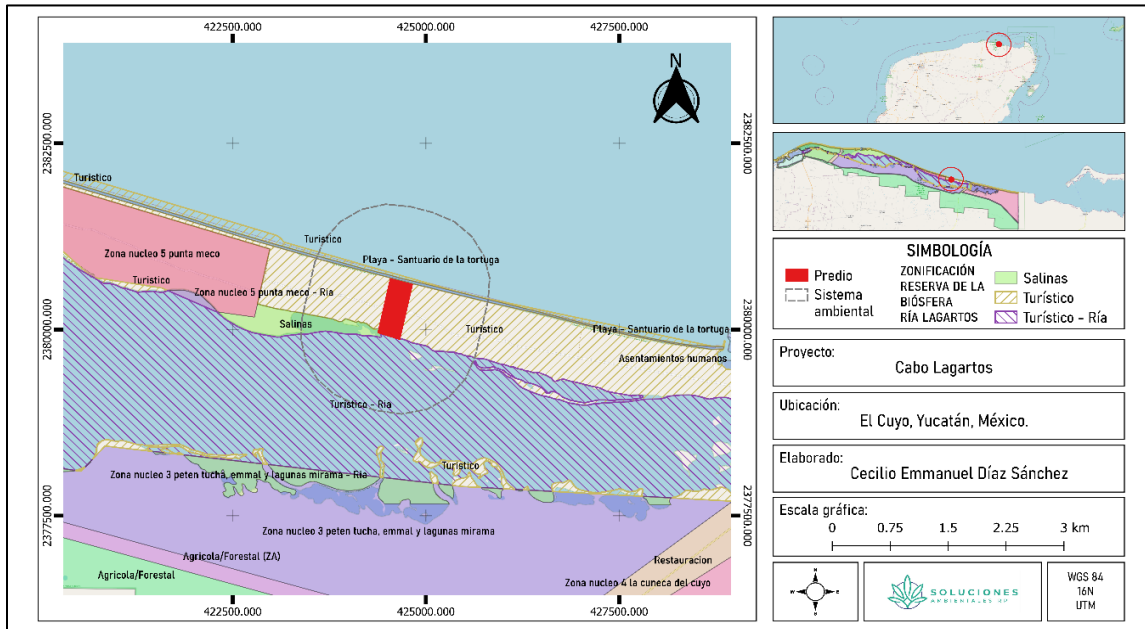 422500.000
425000.000
427500.000
2382500.000
2382500.000
N
Turístico
Turístico
Zona nucleo 5 punta meco
Playa - Santuario de la tortuga
Turístico
Zona nucleo 5 punta meco - Ría
Salinas
Turístico
Playa - Santuario de la tortuga
2380000.000
2380000.000
Asentamientos humanos
Turístico - Ría
Turístico
Zona nucleo 3 peten tucha, emmal y lagunas mirama - Ría
2377500.000
2377500.000
Zona nucleo 3 peten tucha, emmal y lagunas mirama
Agricola/Forestal (ZA)
Agricola/Forestal
Restauracion
Zona nucleo 4 la cuneca del cuyo
422500.000
425000.000
427500.000
SIMBOLOGÍA
Predio
Sistema
ambiental
ZONIFICACIÓN
RESERVA DE LA
BIÓSFERA
RÍA LAGARTOS
Salinas
Turístico
Turístico - Ría
Proyecto:
Cabo Lagartos
Ubicación:
El Cuyo, Yucatán, México.
Elaborado:
Cecilio Emmanuel Díaz Sánchez
Escala gráfica:
0 0.75 1.5 2.25 3 km
N
SOLUCIONES
WGS 84
16N
UTM